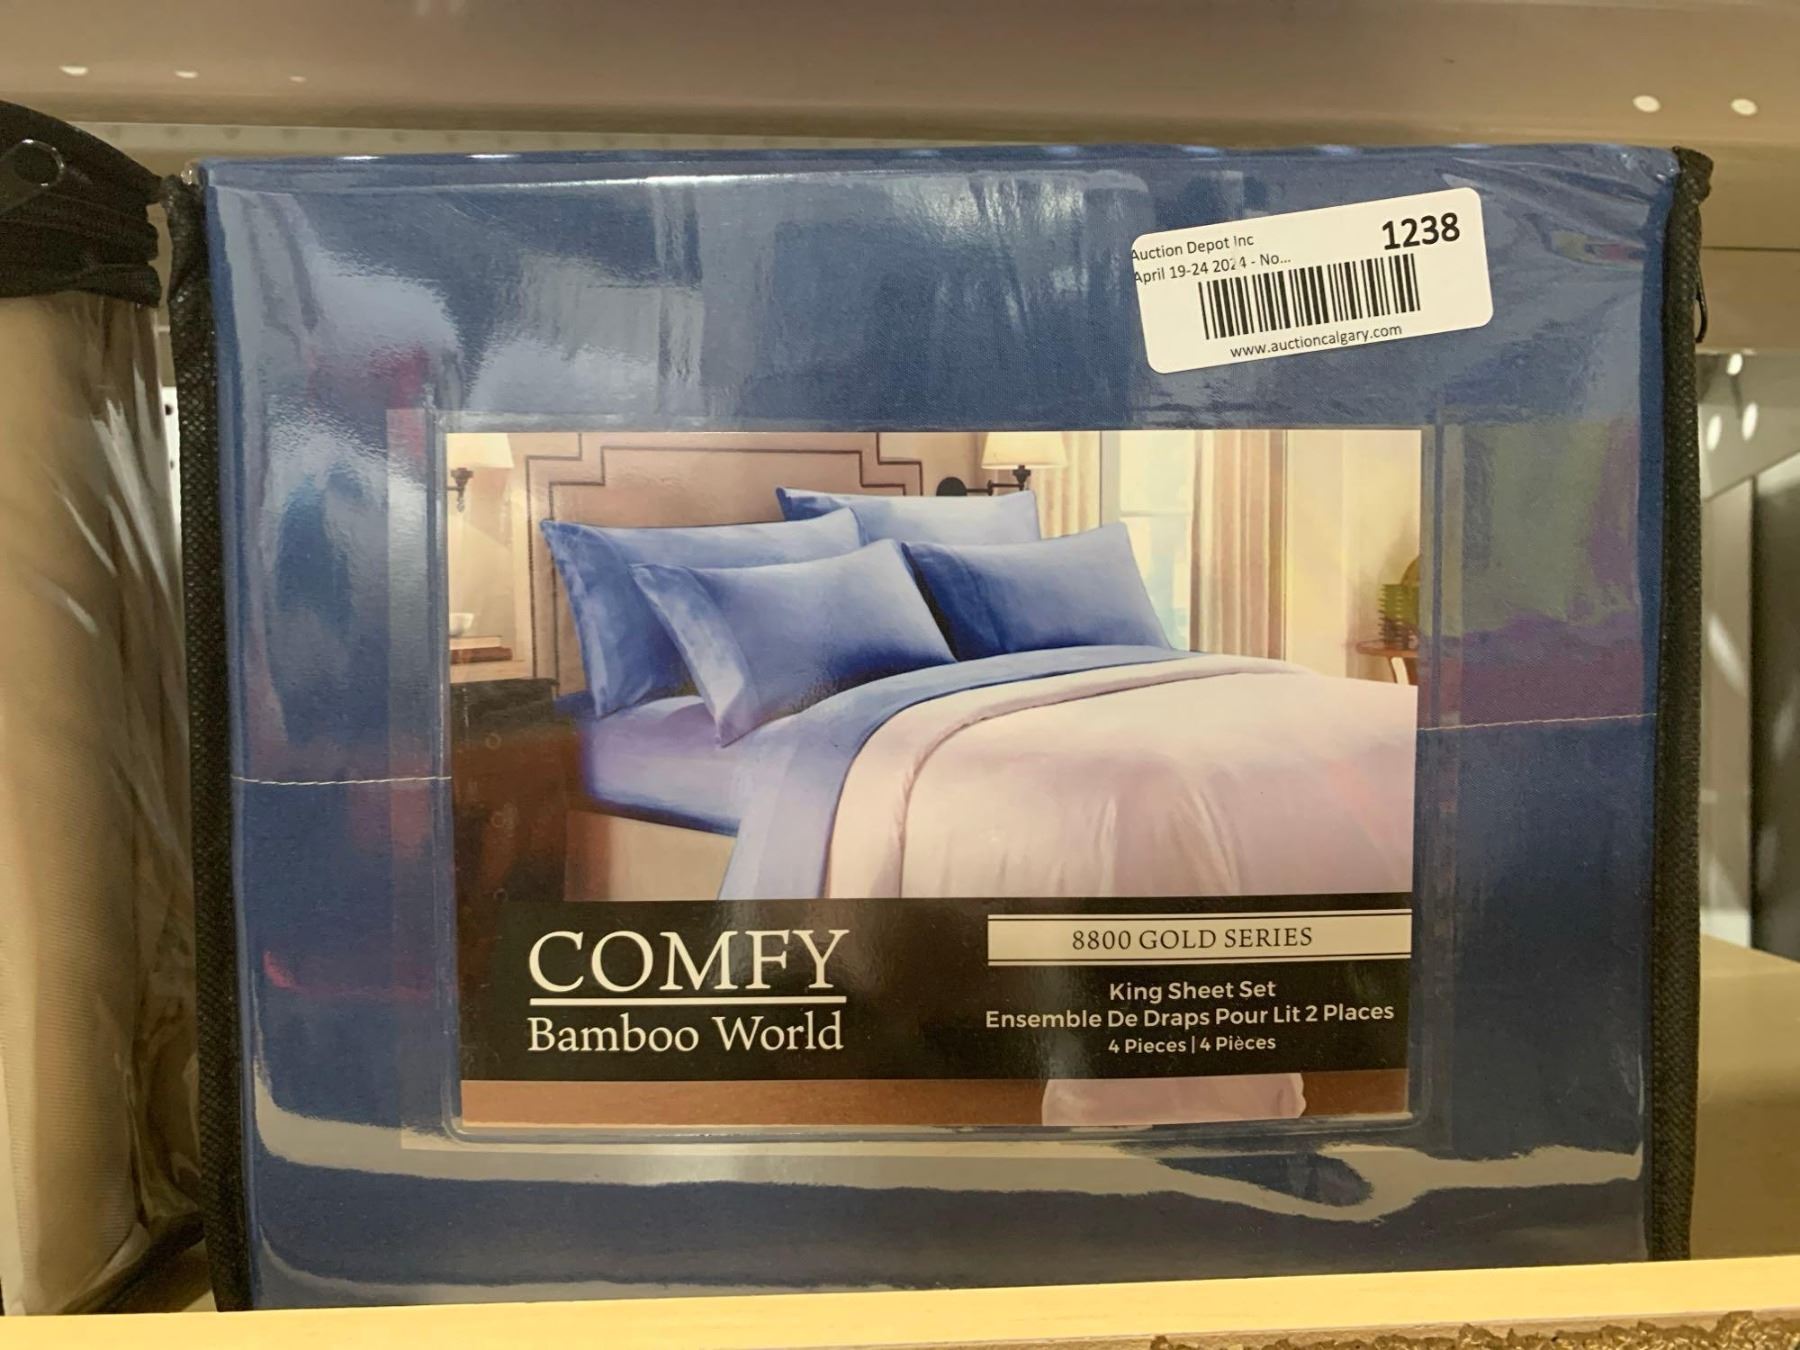 Auction Depot Inc
1238
April 19-24 2024 - No...
www.auctioncalgary.com
COMFY
Bamboo World
8800 GOLD SERIES
King Sheet Set
Ensemble De Draps Pour Lit 2 Places
4 Pieces | 4 Pièces